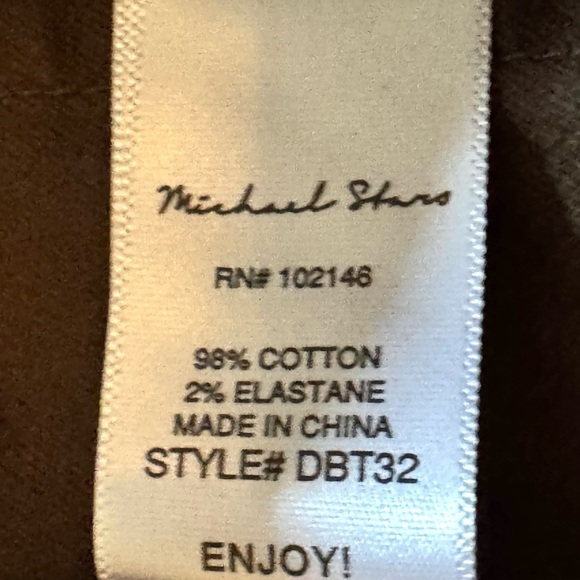 Michael Stars
RN# 102146
98% COTTON
2% ELASTANE
MADE IN CHINA
STYLE# DBT32
ENJOY!